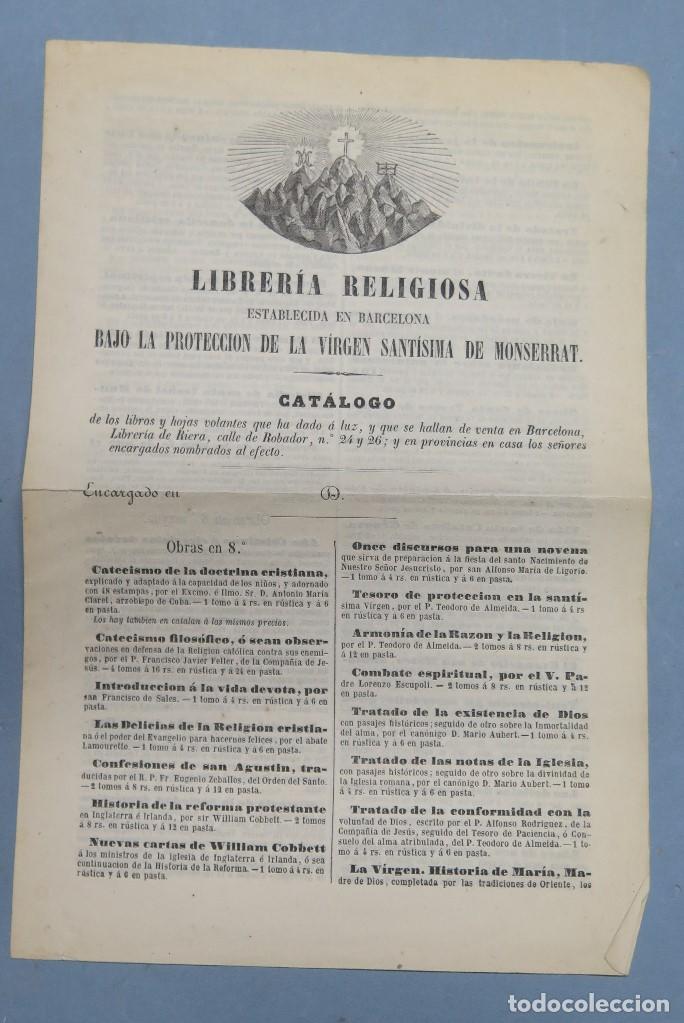 LIBRERÍA RELIGIOSA
ESTABLECIDA EN BARCELONA
BAJO LA PROTECCION DE LA VÍRGEN SANTÍSIMA DE MONSERRAT.
CATÁLOGO
de los libros y hojas volantes que ha dado á luz, y que se hallan de venta en Barcelona,
Librería de Riera, calle de Robador, n.° 24 y 26; y en provincias en casa los señores
encargados nombrados al efecto.
Encargado en D.
Obras en 8.°
Catecismo de la doctrina cristiana,
explicado y adaptado á la capacidad de los niños, y adornado
con 48 estampas, por el Excmo. é Ilmo. Sr. D. Antonio María
Claret, arzobispo de Cuba. — 1 tomo á 4 rs. en rústica y á 6
en pasta.
Los hay tambien en catalan á los mismos precios.
Catecismo filosófico, ó sean obser-
vaciones en defensa de la Religion católica contra sus enemi-
gos, por el P. Francisco Javier Feller, de la Compañía de Je-
sús. — 4 tomos á 16 rs. en rústica y á 24 en pasta.
Introduccion á la vida devota, por
san Francisco de Sales. — 1 tomo á 4 rs. en rústica y á 6 en
pasta.
Las Delicias de la Religion cristia-
na ó el poder del Evangelio para hacernos felices, por el abate
Lamourette. — 1 tomo á 4 rs. en rústica y á 6 en pasta.
Confesiones de san Agustin, tra-
ducidas por el R. P. Fr. Eugenio Zeballos, del Orden del Santo.
— 2 tomos á 8 rs. en rústica y á 12 en pasta.
Historia de la reforma protestante
en Inglaterra é Irlanda, por sir William Cobbett. — 2 tomos
á 8 rs. en rústica y á 12 en pasta.
Nuevas cartas de William Cobbett
á los ministros de la iglesia de Inglaterra é Irlanda, ó sea
continuacion de la Historia de la Reforma. — 1 tomo á 4 rs. en
rústica y á 6 en pasta.
Once discursos para una novena
que sirva de preparacion á la fiesta del santo Nacimiento de
Nuestro Señor Jesucristo, por san Alfonso María de Ligorio.
— 1 tomo á 4 rs. en rústica y á 6 en pasta.
Tesoro de proteccion en la santí-
sima Vírgen, por el P. Teodoro de Almeida. — 1 tomo á 4 rs
en rústica y á 6 en pasta.
Armonía de la Razon y la Religion,
por el P. Teodoro de Almeida. — 2 tomos á 8 rs. en rústica y
á 12 en pasta.
Combate espiritual, por el V. Pa-
dre Lorenzo Escupoli. — 2 tomos á 8 rs. en rústica y á 12
en pasta.
Tratado de la existencia de Dios
con pasajes históricos; seguido de otro sobre la Inmortalidad
del alma, por el canónigo D. Mario Aubert. — 1 tomo á 4 rs.
en rústica y á 6 en pasta.
Tratado de las notas de la Iglesia,
con pasajes históricos; seguido de otro sobre la divinidad de
la Iglesia romana, por el canónigo D. Mario Aubert. — 1 tomo
á 4 rs. en rústica y á 6 en pasta.
Tratado de la conformidad con la
voluntad de Dios, escrito por el P. Alfonso Rodriguez, de la
Compañía de Jesús, seguido del Tesoro de Paciencia, ó Con-
suelo del alma atribulada, del P. Teodoro de Almeida. — 1 to-
mo á 4 rs. en rústica y á 6 en pasta.
La Vírgen. Historia de María, Ma-
dre de Dios, completada por las tradiciones de Oriente, los
todocoleccion